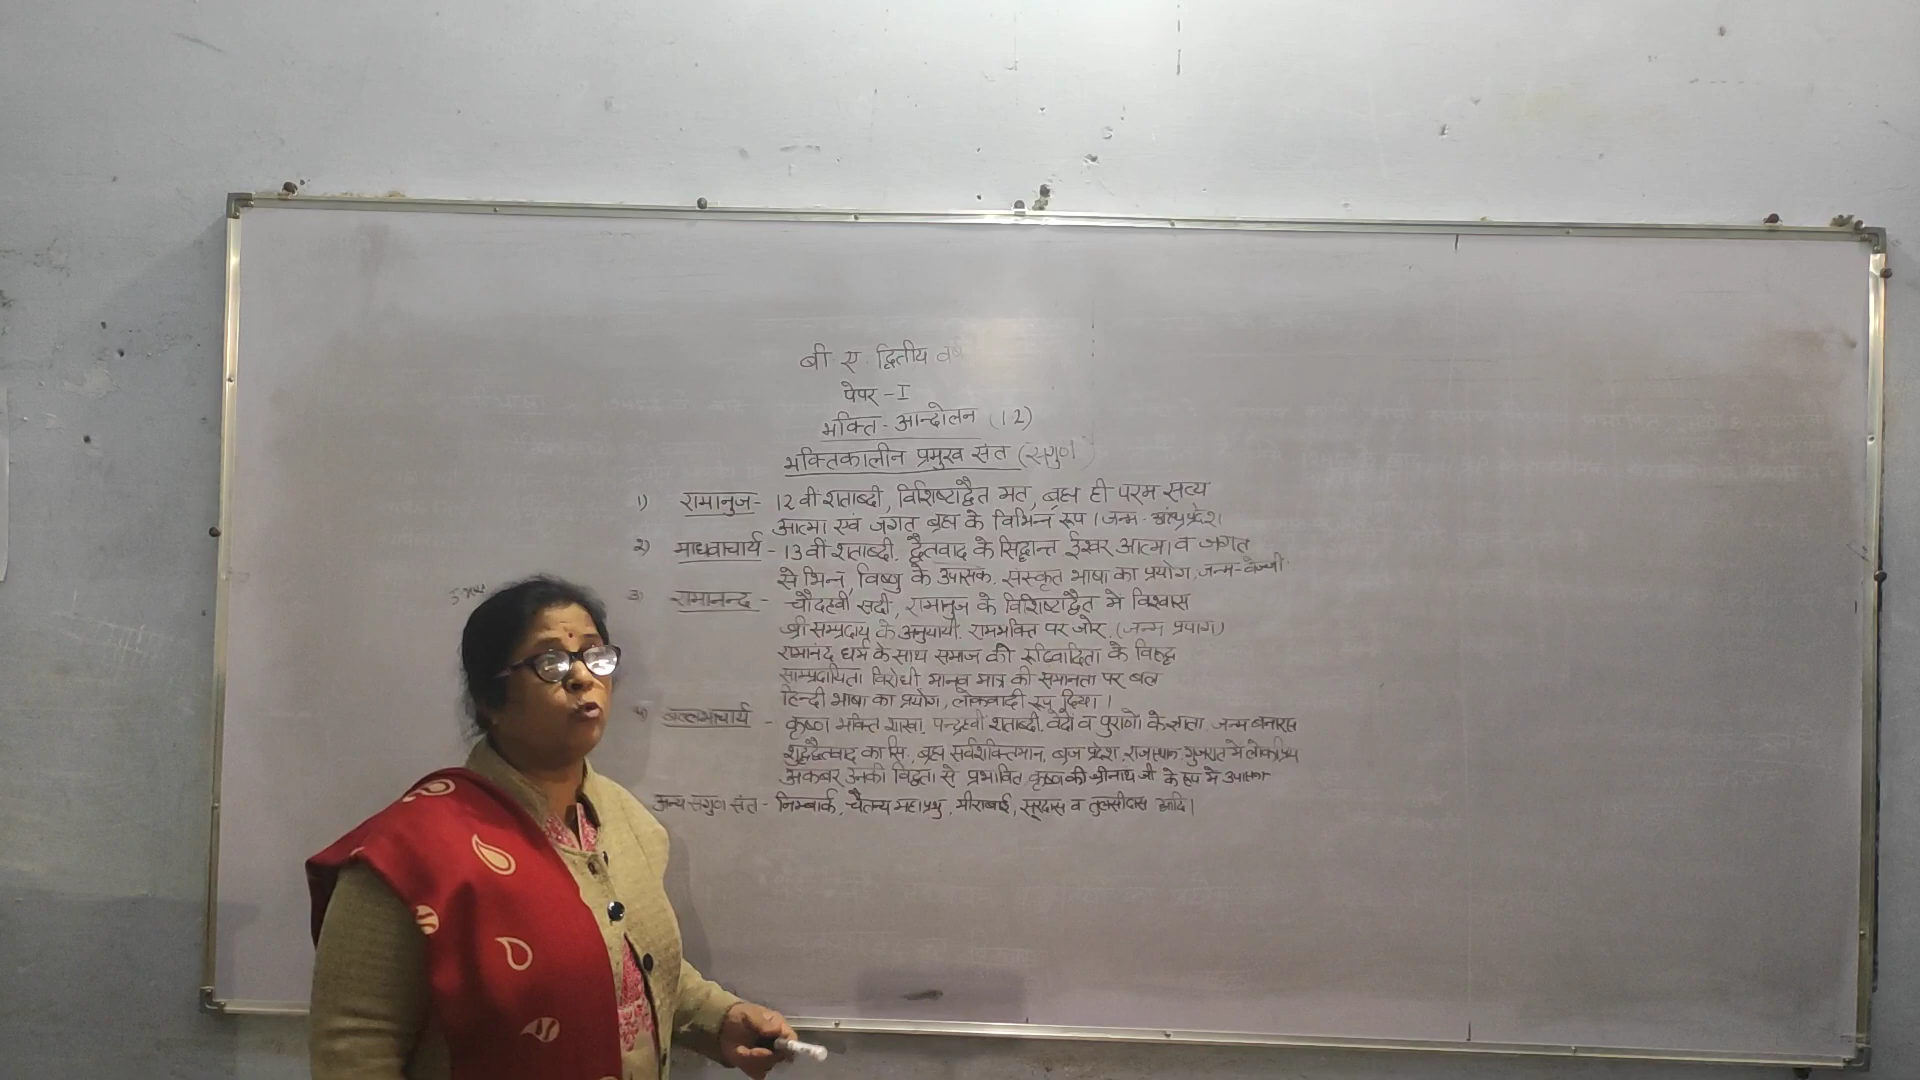 बी. ए. द्वितीय वर्ष
पेपर - I
भक्ति - आन्दोलन (12)
भक्तिकालीन प्रमुख संत (सगुण)
1) रामानुज - 12 वी शताब्दी, विशिष्टाद्वैत मत, ब्रह्म ही परम सत्य
आत्मा एवं जगत ब्रह्म के विभिन्न रूप । जन्म - आंध्रप्रदेश।
2) माधवाचार्य - 13 वी शताब्दी. द्वैतवाद के सिद्धान्त ईश्वर आत्मा व जगत
से भिन्न, विष्णु के उपासक. संस्कृत भाषा का प्रयोग, जन्म -
3) रामानन्द - चौदहवी सदी, रामानुज के विशिष्टाद्वैत मे विश्वास
श्री सम्प्रदाय के अनुयायी. रामभक्ति पर जोर. (जन्म प्रयाग)
रामानंद धर्म के साथ समाज की रूढिवादिता के विरुद्ध
साम्प्रदायिता विरोधी मानव मात्र की समानता पर बल
हिन्दी भाषा का प्रयोग, लोकवादी रूप दिया।
4) बल्लभाचार्य - कृष्ण भक्ति शाखा. पन्द्रहवी शताब्दी. वेदो व पुराणो के ज्ञाता जन्म बनारस
शुद्धद्वैतवाद का सि. ब्रह्म सर्वशक्तिमान, ब्रज प्रदेश. राजस्थान गुजरात मे लोकप्रिय
अकबर उनकी विद्वता से प्रभावित, कृष्ण की श्रीनाथ जी के रूप मे उपासना
अन्य सगुण संत - निम्बार्क, चैतन्य महाप्रभु. मीराबाई, सूरदास व तुलसीदास आदि।